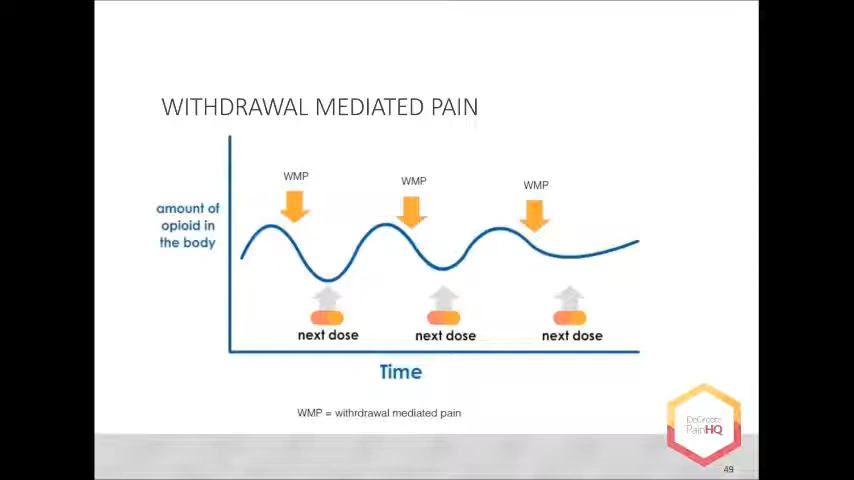 WITHDRAWAL MEDIATED PAIN
WMP
WMP
WMP
amount of
opioid in
the body
next dose
next dose
next dose
Time
WMP = withrdrawal mediated pain
DeGroote
PainHQ
49